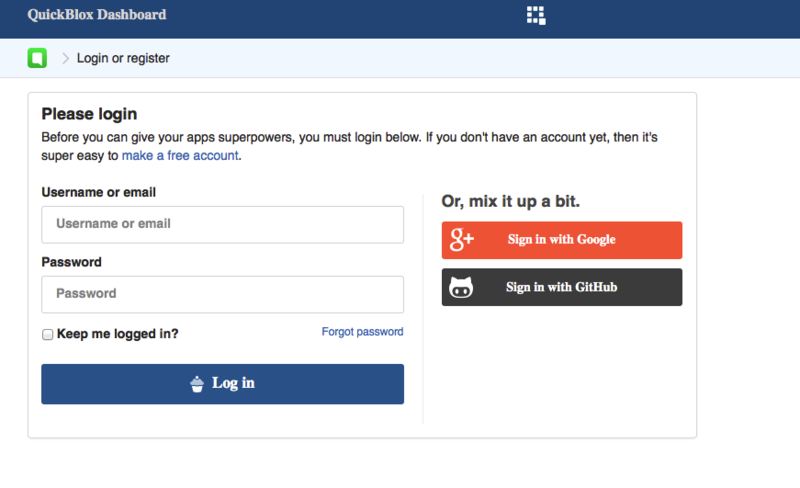 QuickBlox Dashboard
Login or register
Please login
Before you can give your apps superpowers, you must login below. If you don't have an account yet, then it's
super easy to make a free account.
Username or email
Username or email
Password
Password
Keep me logged in?
Forgot password
Log in
Or, mix it up a bit.
g+
Sign in with Google
Sign in with GitHub